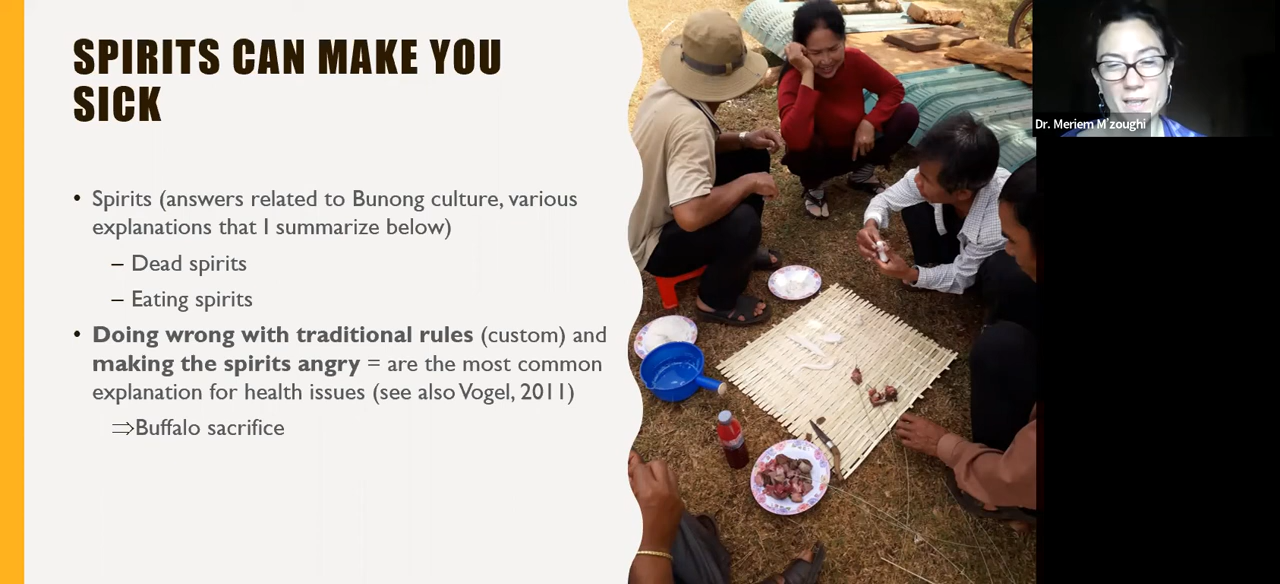 SPIRITS CAN MAKE YOU
SICK
• Spirits (answers related to Bunong culture, various
explanations that I summarize below)
– Dead spirits
– Eating spirits
• Doing wrong with traditional rules (custom) and
making the spirits angry = are the most common
explanation for health issues (see also Vogel, 2011)
⇒Buffalo sacrifice
Dr. Meriem M'zoughi